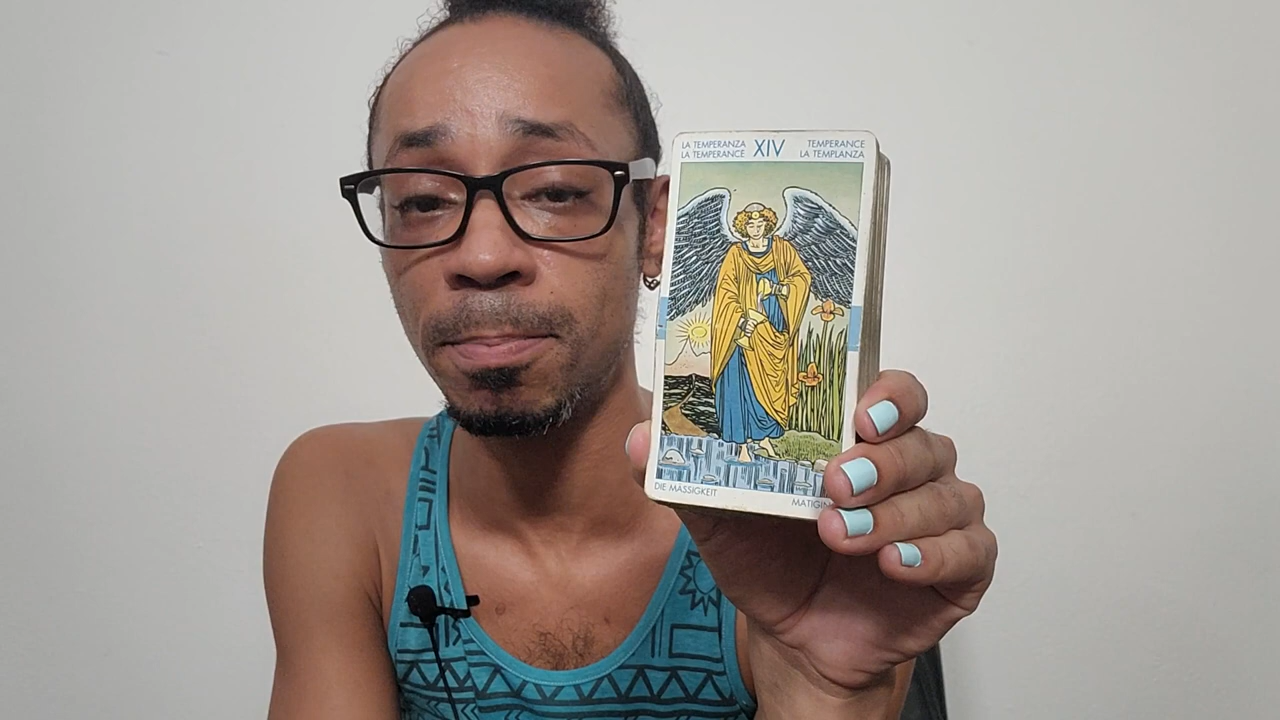 LA TEMPERANZA XIV TEMPERANCE
LA TEMPERANCE LA TEMPLANZA
DIE MÄSSIGKEIT